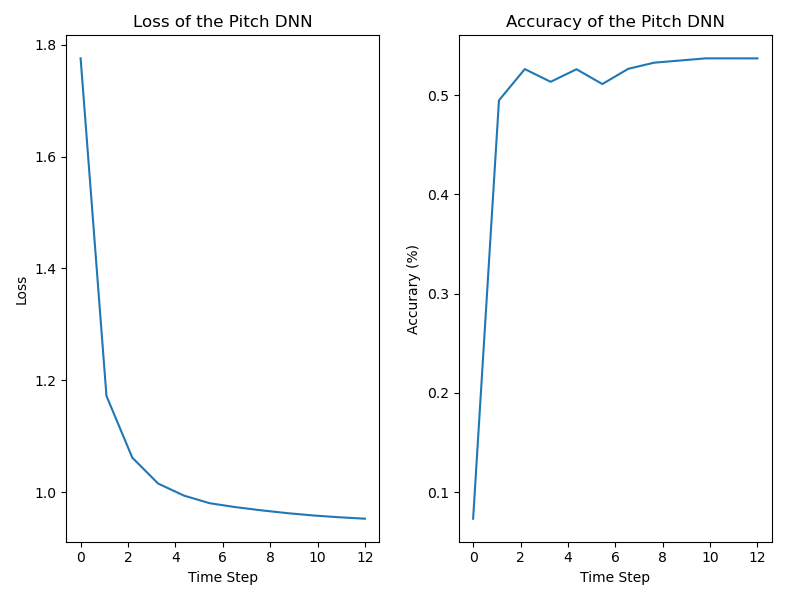 Loss of the Pitch DNN
1.8
1.6
1.4
1.2
1.0
Loss
0 2 4 6 8 10 12
Time Step
Accuracy of the Pitch DNN
0.5
0.4
0.3
0.2
0.1
Accurary (%)
0 2 4 6 8 10 12
Time Step